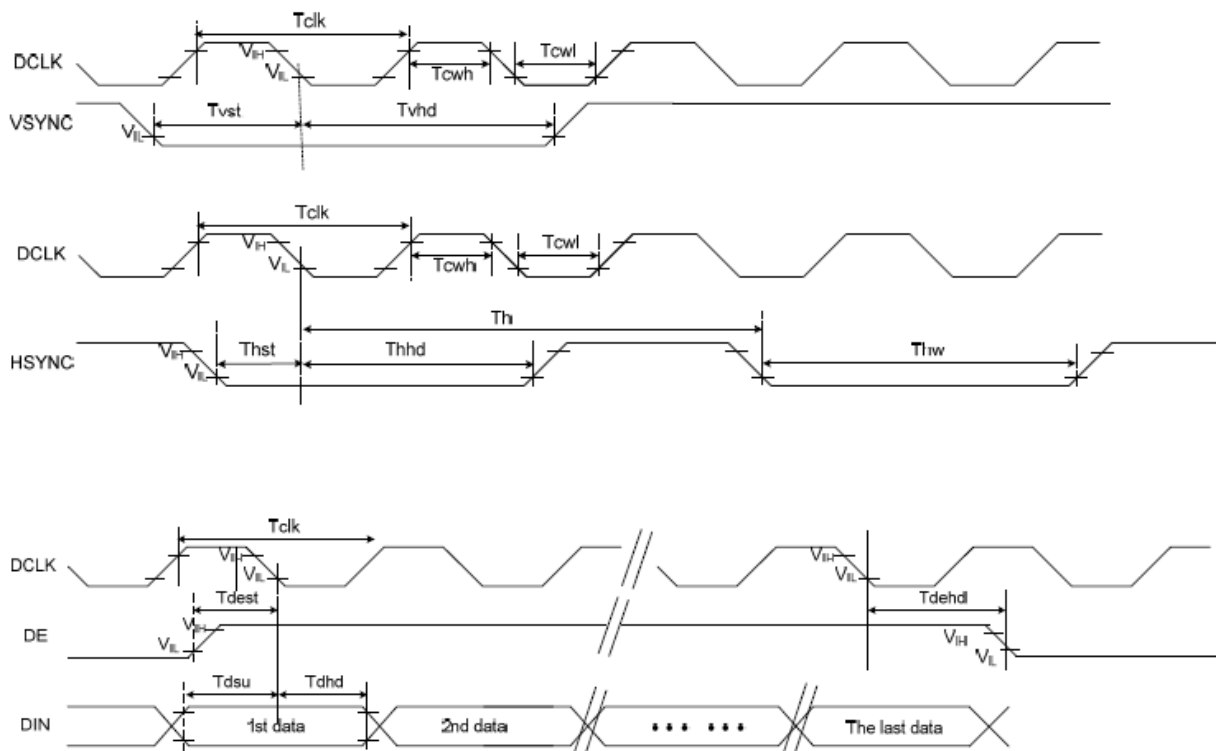 Tclk
DCLK VIH VIL Tcwh Tcwl
VSYNC VIL Tvst Tvhd
Tclk
DCLK VIH VIL Tcwh Tcwl
Th
HSYNC VIH VIL Thst Thhd Thw
Tclk
DCLK VIH VIL VIH VIL
Tdest Tdehd
DE VIH VIL VIH VIL
Tdsu Tdhd
DIN 1st data 2nd data ••• ••• The last data